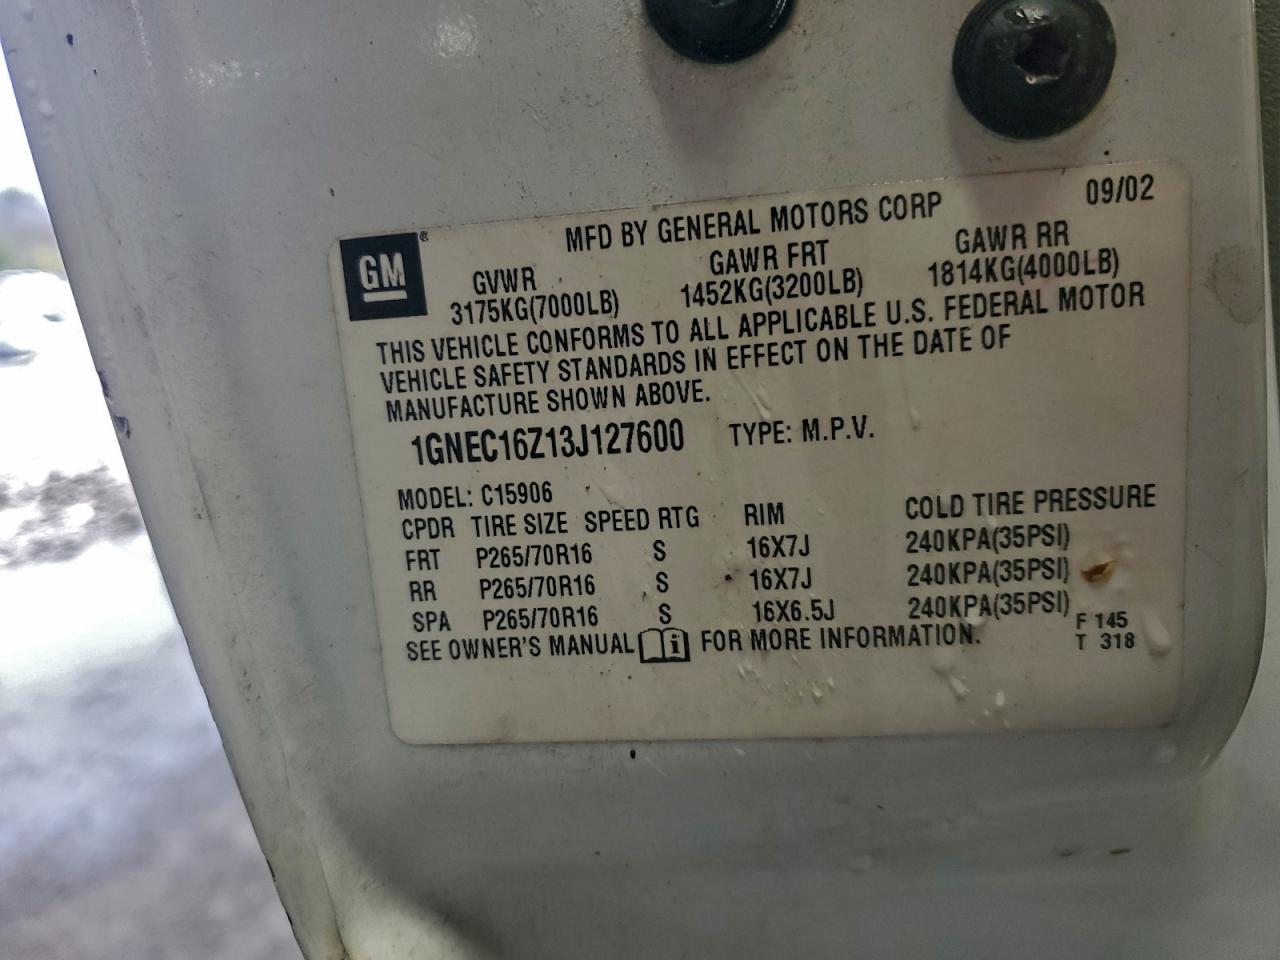 09/02
MFD BY GENERAL MOTORS CORP
GM®
GVWR GAWR FRT GAWR RR
3175KG(7000LB) 1452KG(3200LB) 1814KG(4000LB)
THIS VEHICLE CONFORMS TO ALL APPLICABLE U.S. FEDERAL MOTOR
VEHICLE SAFETY STANDARDS IN EFFECT ON THE DATE OF
MANUFACTURE SHOWN ABOVE.
1GNEC16Z13J127600 TYPE: M.P.V.
MODEL: C15906
CPDR TIRE SIZE SPEED RTG RIM COLD TIRE PRESSURE
FRT P265/70R16 S 16X7J 240KPA(35PSI)
RR P265/70R16 S 16X7J 240KPA(35PSI)
SPA P265/70R16 S 16X6.5J 240KPA(35PSI)
SEE OWNER'S MANUAL i FOR MORE INFORMATION.
F 145
T 318